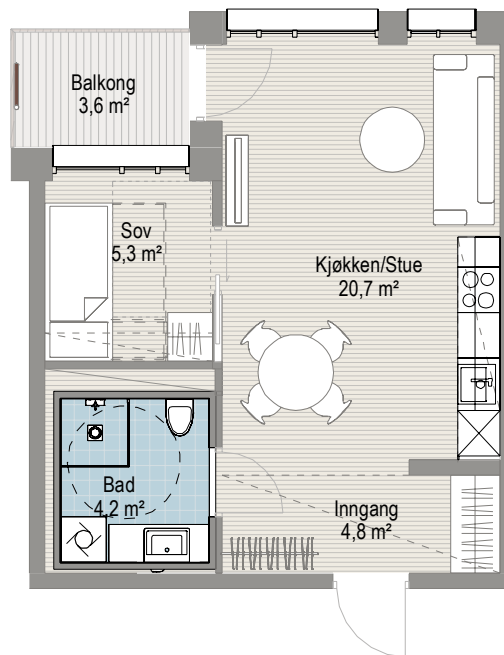 Balkong
3,6 m²
Sov
5,3 m²
Kjøkken/Stue
20,7 m²
Bad
4,2 m²
Inngang
4,8 m²